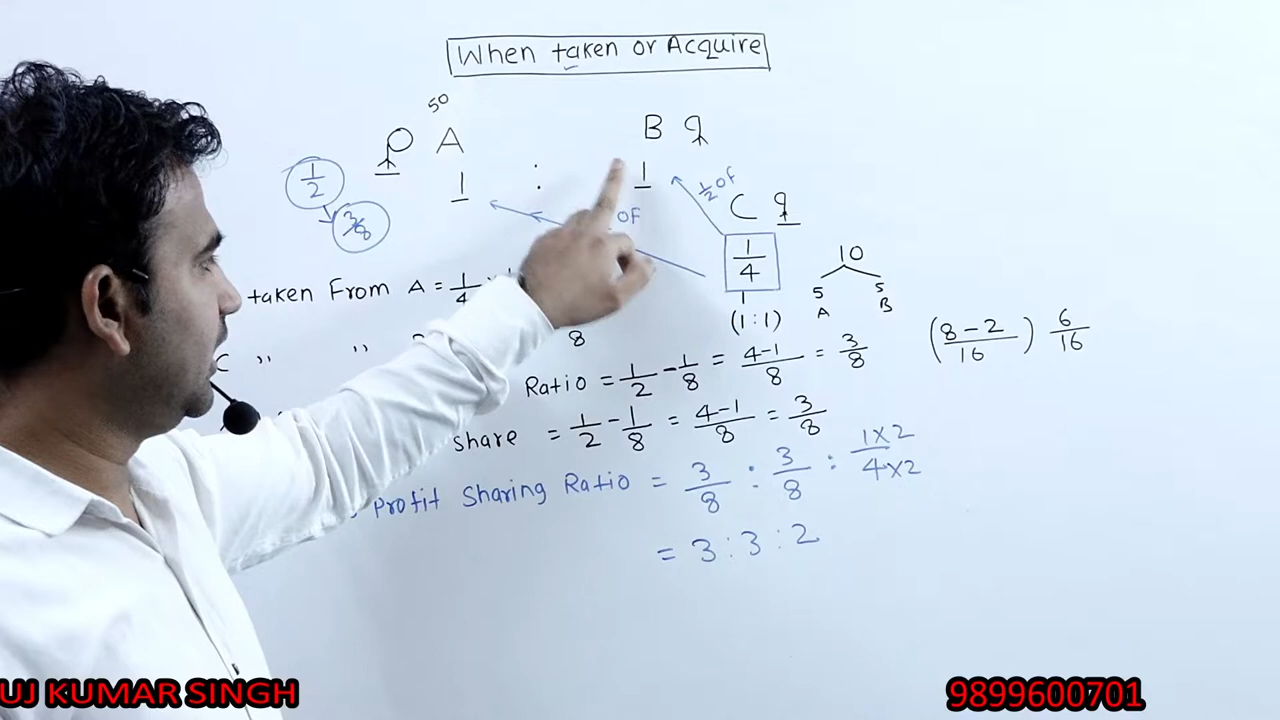 When taken or Acquire
50
A B
1 : 1
1/2
3/8
1/2 of
OF
C
1/4
(1:1)
10
5 5
A B
taken From A = 1/4 ×
C " "
8
Ratio = 1/2 - 1/8 = 4-1/8 = 3/8
(8-2/16) 6/16
share = 1/2 - 1/8 = 4-1/8 = 3/8
Profit Sharing Ratio = 3/8 : 3/8 : 1×2/4×2
= 3:3:2
UJ KUMAR SINGH
9899600701